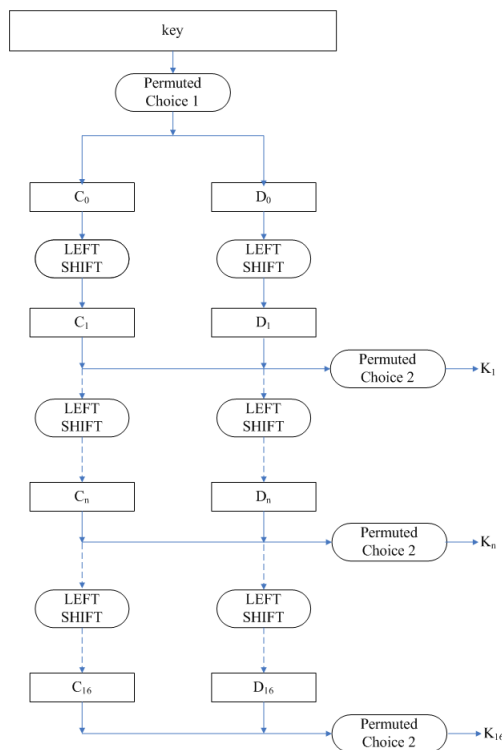 key
Permuted
Choice 1
C₀
D₀
LEFT
SHIFT
LEFT
SHIFT
C₁
D₁
Permuted
Choice 2
K₁
LEFT
SHIFT
LEFT
SHIFT
Cₙ
Dₙ
Permuted
Choice 2
Kₙ
LEFT
SHIFT
LEFT
SHIFT
C₁₆
D₁₆
Permuted
Choice 2
K₁₆